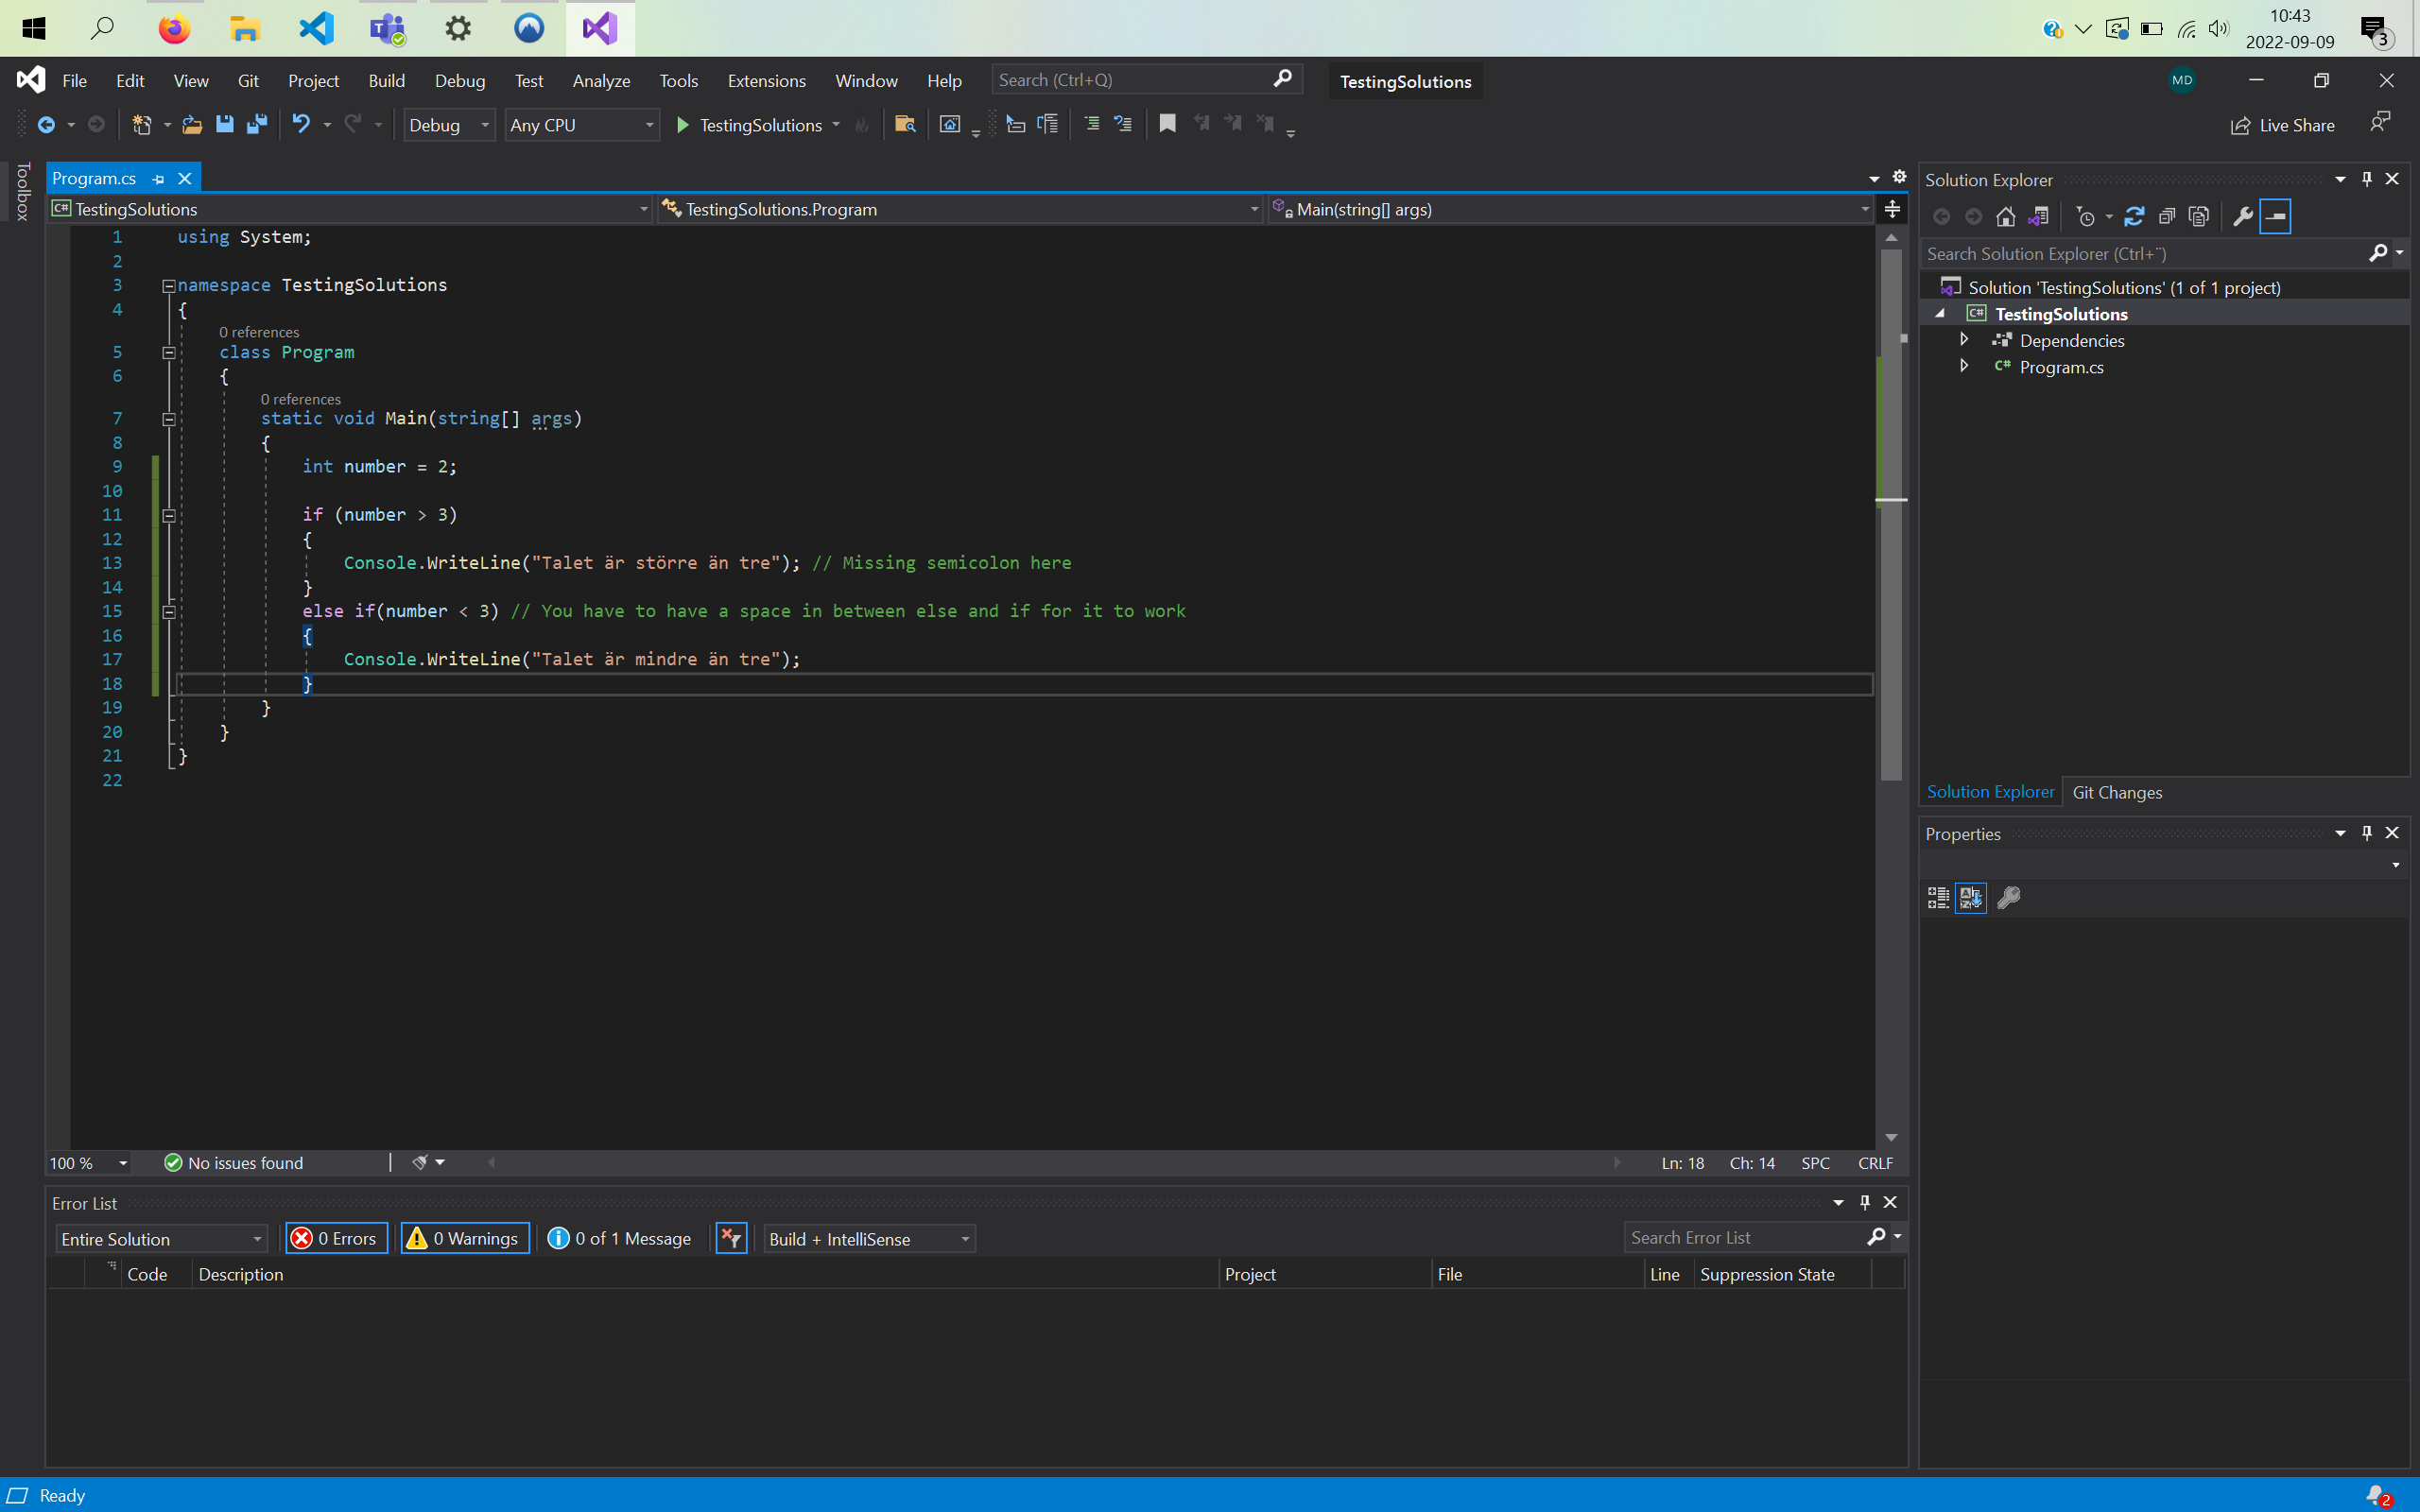 10:43
2022-09-09
3
File Edit View Git Project Build Debug Test Analyze Tools Extensions Window Help Search (Ctrl+Q) TestingSolutions MD
Debug Any CPU TestingSolutions Live Share
Toolbox
Program.cs
C# TestingSolutions TestingSolutions.Program Main(string[] args)
1 using System;
2
3 namespace TestingSolutions
4 {
0 references
5 class Program
6 {
0 references
7 static void Main(string[] args)
8 {
9 int number = 2;
10
11 if (number > 3)
12 {
13 Console.WriteLine("Talet är större än tre"); // Missing semicolon here
14 }
15 else if(number < 3) // You have to have a space in between else and if for it to work
16 {
17 Console.WriteLine("Talet är mindre än tre");
18 }
19 }
20 }
21 }
22
100 % No issues found Ln: 18 Ch: 14 SPC CRLF
Error List
Entire Solution 0 Errors 0 Warnings 0 of 1 Message Build + IntelliSense Search Error List
Code Description Project File Line Suppression State
Solution Explorer
Search Solution Explorer (Ctrl+¨)
Solution 'TestingSolutions' (1 of 1 project)
C# TestingSolutions
Dependencies
C# Program.cs
Solution Explorer Git Changes
Properties
Ready
2